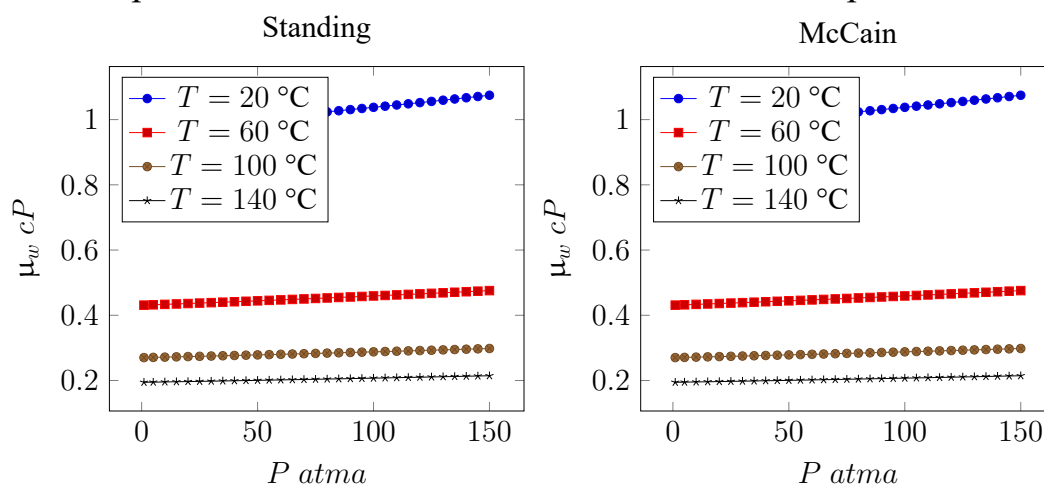 Standing
T = 20 °C
T = 60 °C
T = 100 °C
T = 140 °C
1
0.8
0.6
0.4
0.2
0 50 100 150
P atma
μw cP
McCain
T = 20 °C
T = 60 °C
T = 100 °C
T = 140 °C
1
0.8
0.6
0.4
0.2
0 50 100 150
P atma
μw cP